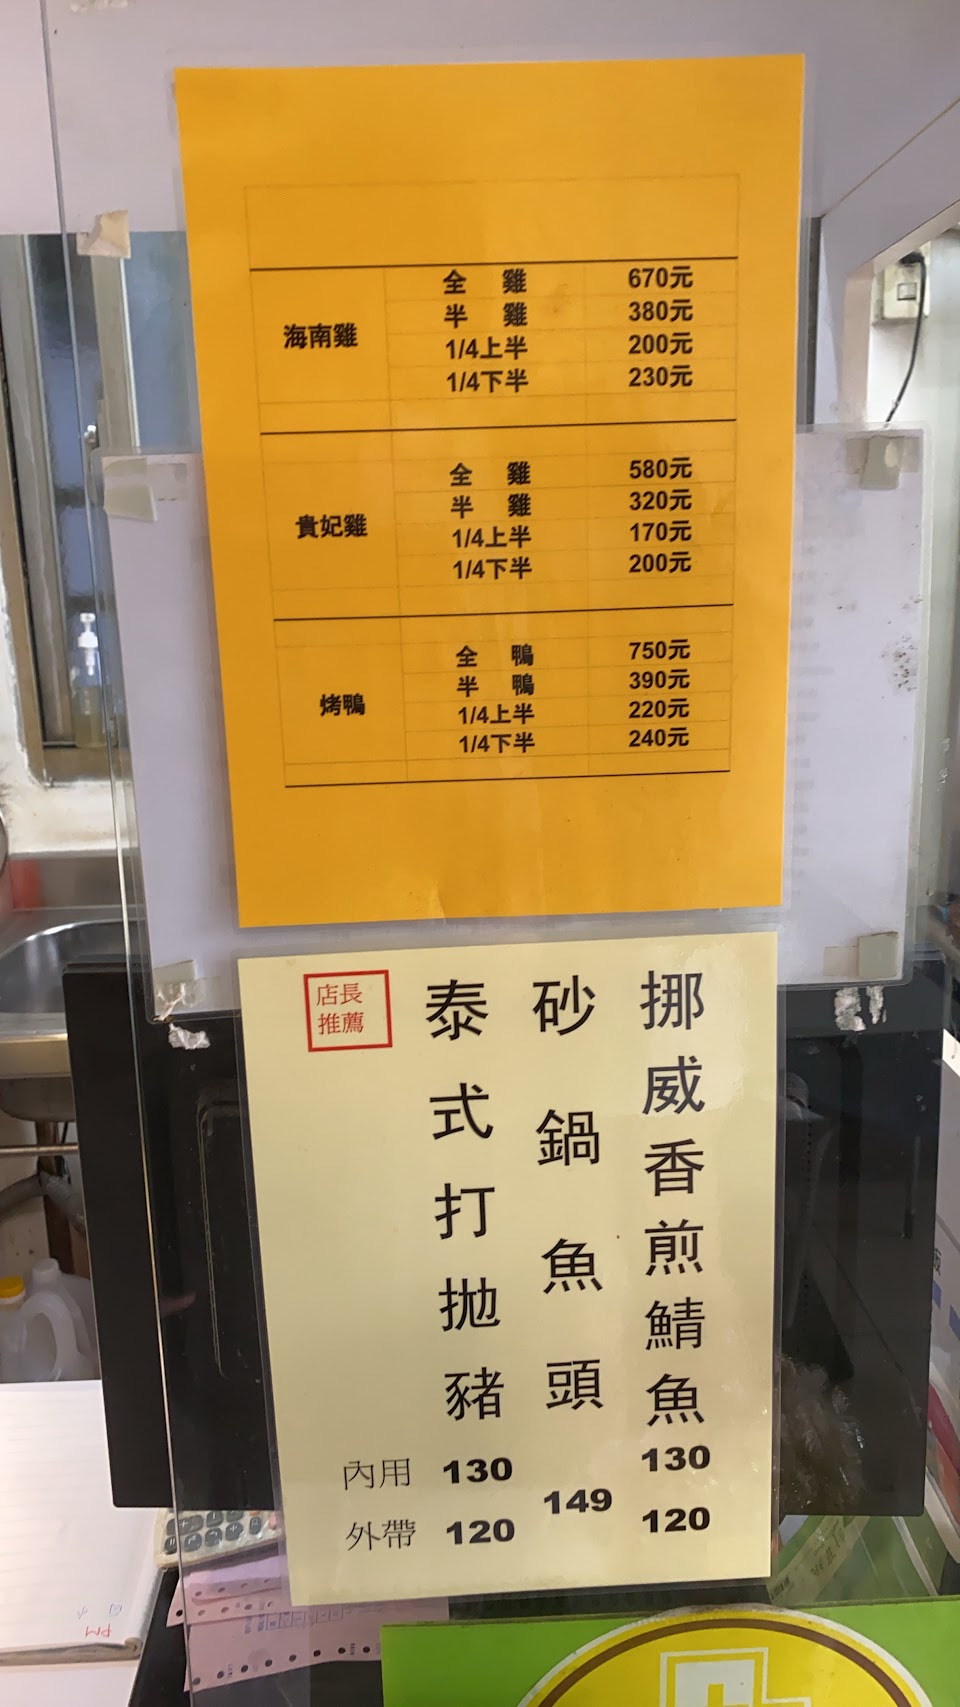 海南雞
全 雞 670元
半 雞 380元
1/4上半 200元
1/4下半 230元
貴妃雞
全 雞 580元
半 雞 320元
1/4上半 170元
1/4下半 200元
烤鴨
全 鴨 750元
半 鴨 390元
1/4上半 220元
1/4下半 240元
挪威香煎鯖魚
130
120
砂鍋魚頭
149
泰式打拋豬
130
120
內用
外帶
店長
推薦
PM